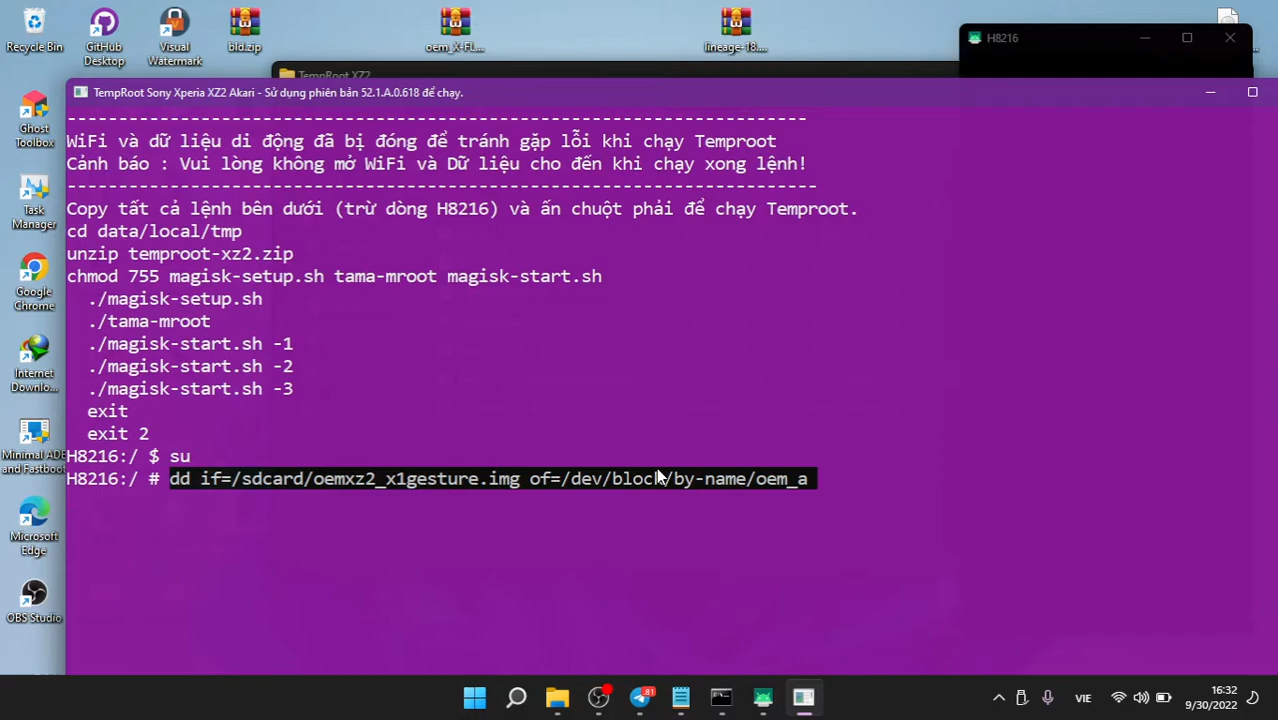 Recycle Bin
GitHub Desktop
Visual Watermark
bld.zip
oem_X-FL...
lineage-18....
H8216
TempRoot XZ2
TempRoot Sony Xperia XZ2 Akari - Sử dụng phiên bản 52.1.A.0.618 để chạy.
Ghost Toolbox
Task Manager
Google Chrome
Internet Downlo...
Minimal ADB and Fastboot
Microsoft Edge
OBS Studio
-----------------------------------------------------------------------
WiFi và dữ liệu di động đã bị đóng để tránh gặp lỗi khi chạy Temproot
Cảnh báo : Vui lòng không mở WiFi và Dữ liệu cho đến khi chạy xong lệnh!
------------------------------------------------------------------------
Copy tất cả lệnh bên dưới (trừ dòng H8216) và ấn chuột phải để chạy Temproot.
cd data/local/tmp
unzip temproot-xz2.zip
chmod 755 magisk-setup.sh tama-mroot magisk-start.sh
./magisk-setup.sh
./tama-mroot
./magisk-start.sh -1
./magisk-start.sh -2
./magisk-start.sh -3
exit
exit 2
H8216:/ $ su
H8216:/ # dd if=/sdcard/oemxz2_x1gesture.img of=/dev/block/by-name/oem_a
81
VIE
16:32
9/30/2022